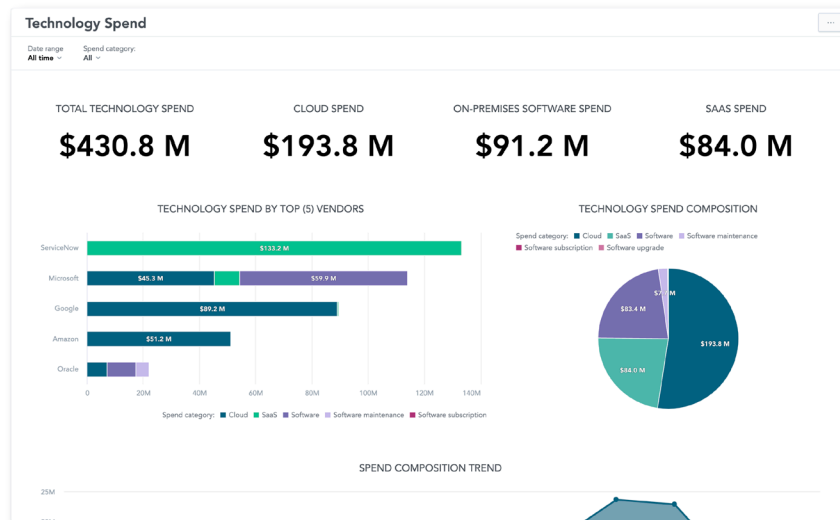 Technology Spend
Date range
All time
Spend category:
All
TOTAL TECHNOLOGY SPEND
$430.8 M
CLOUD SPEND
$193.8 M
ON-PREMISES SOFTWARE SPEND
$91.2 M
SAAS SPEND
$84.0 M
TECHNOLOGY SPEND BY TOP (5) VENDORS
ServiceNow
$133.2 M
Microsoft
$45.3 M
$59.9 M
Google
$89.2 M
Amazon
$51.2 M
Oracle
0 20M 40M 60M 80M 100M 120M 140M
Spend category: Cloud SaaS Software Software maintenance Software subscription
TECHNOLOGY SPEND COMPOSITION
Spend category: Cloud SaaS Software Software maintenance
Software subscription Software upgrade
$83.4 M
$193.8 M
$84.0 M
SPEND COMPOSITION TREND
25M